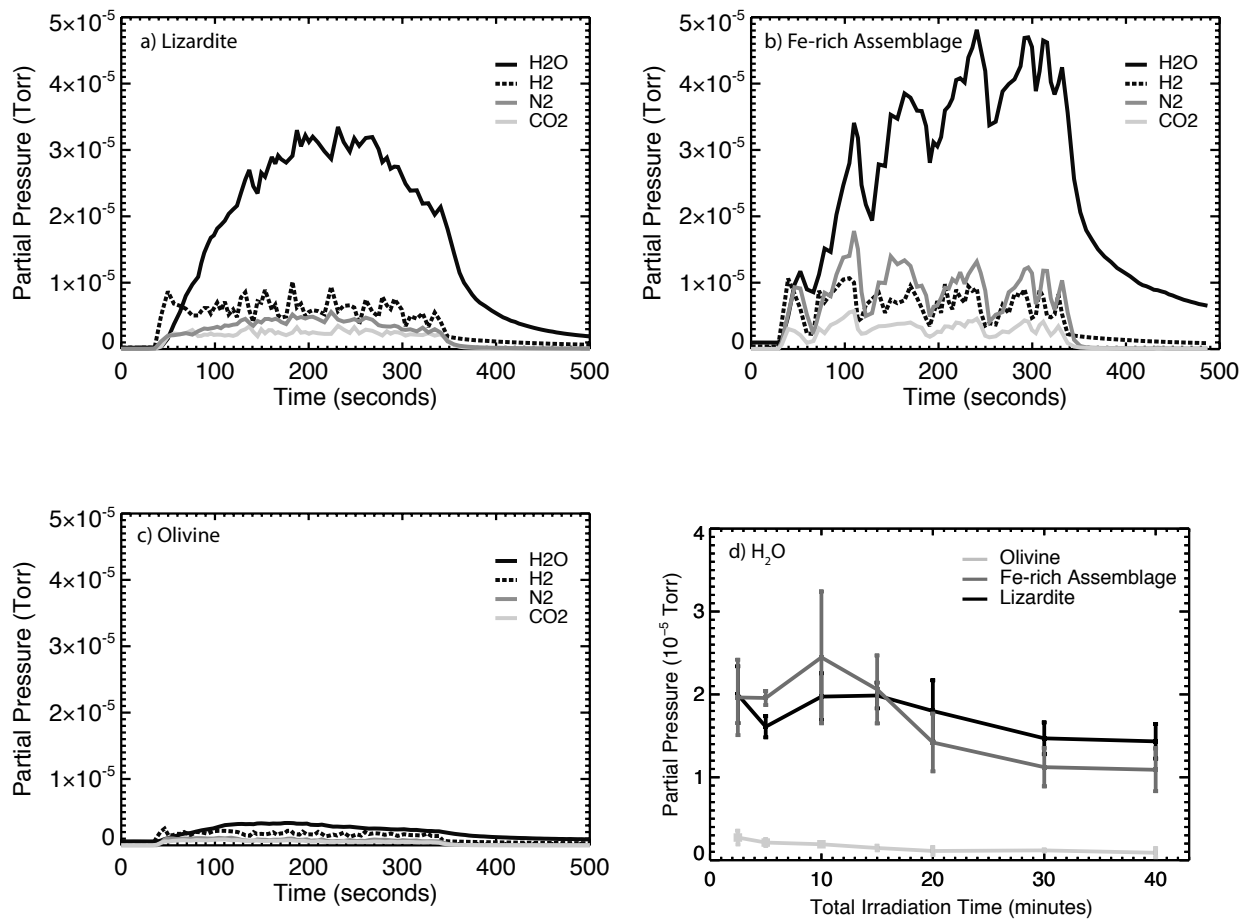 a) Lizardite
H2O
H2
N2
CO2
5×10⁻⁵
4×10⁻⁵
3×10⁻⁵
2×10⁻⁵
1×10⁻⁵
0
Partial Pressure (Torr)
0 100 200 300 400 500
Time (seconds)
b) Fe-rich Assemblage
H2O
H2
N2
CO2
5×10⁻⁵
4×10⁻⁵
3×10⁻⁵
2×10⁻⁵
1×10⁻⁵
0
Partial Pressure (Torr)
0 100 200 300 400 500
Time (seconds)
c) Olivine
H2O
H2
N2
CO2
5×10⁻⁵
4×10⁻⁵
3×10⁻⁵
2×10⁻⁵
1×10⁻⁵
0
Partial Pressure (Torr)
0 100 200 300 400 500
Time (seconds)
d) H₂O
Olivine
Fe-rich Assemblage
Lizardite
4
3
2
1
0
Partial Pressure (10⁻⁵ Torr)
0 10 20 30 40
Total Irradiation Time (minutes)